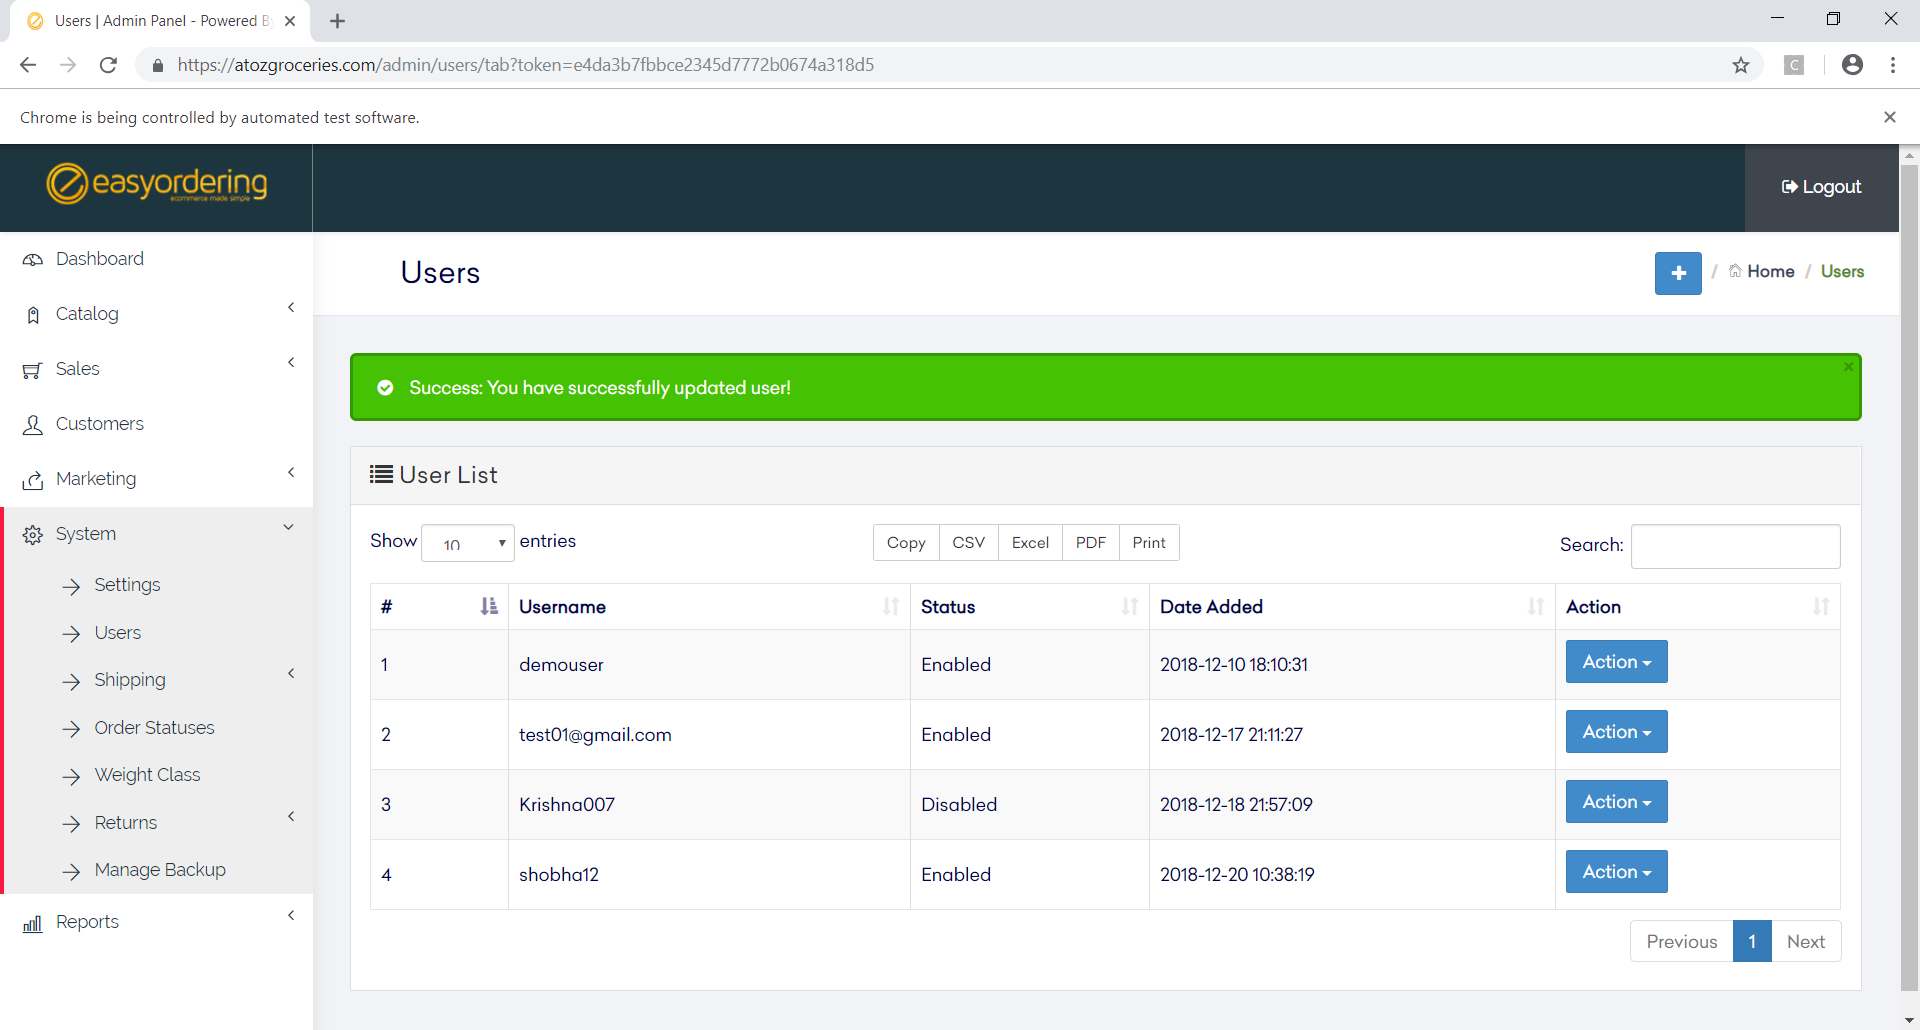 Users | Admin Panel - Powered B
https://atozgroceries.com/admin/users/tab?token=e4da3b7fbbce2345d7772b0674a318d5
C
Chrome is being controlled by automated test software.
easyordering
ecommerce made simple
Logout
Dashboard
Catalog
Sales
Customers
Marketing
System
Settings
Users
Shipping
Order Statuses
Weight Class
Returns
Manage Backup
Reports
Users
+ / Home / Users
Success: You have successfully updated user!
×
User List
Show 10 entries
Copy CSV Excel PDF Print
Search:
# Username Status Date Added Action
1 demouser Enabled 2018-12-10 18:10:31 Action
2 test01@gmail.com Enabled 2018-12-17 21:11:27 Action
3 Krishna007 Disabled 2018-12-18 21:57:09 Action
4 shobha12 Enabled 2018-12-20 10:38:19 Action
Previous 1 Next